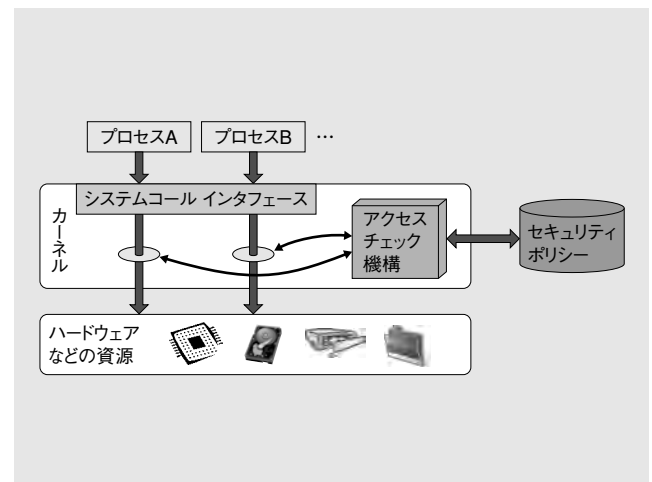 プロセスA
プロセスB
…
システムコール インタフェース
カーネル
アクセス
チェック
機構
セキュリティ
ポリシー
ハードウェア
などの資源